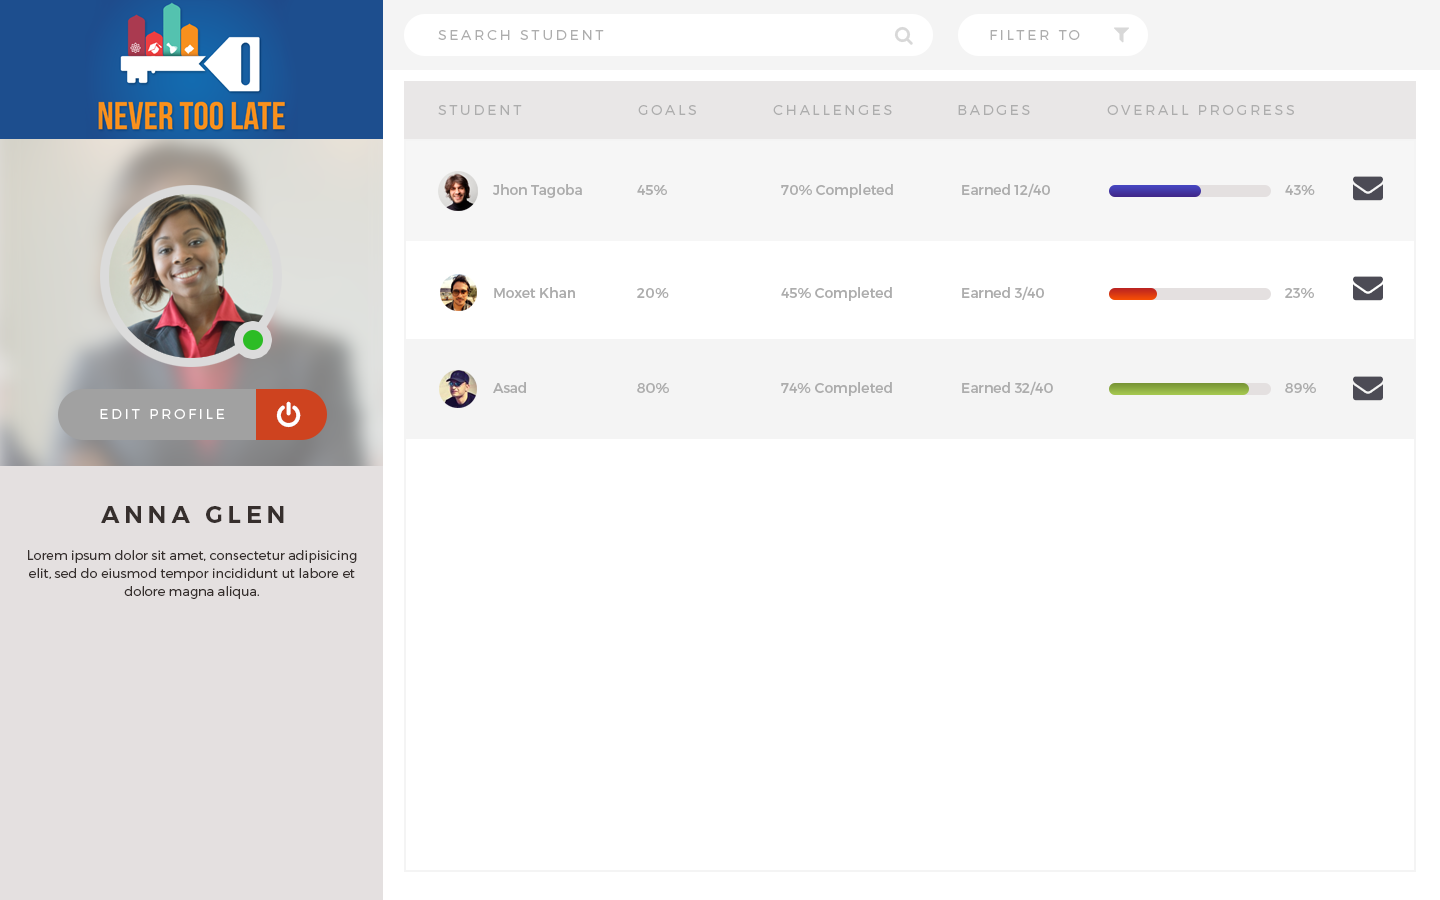 NEVER TOO LATE
EDIT PROFILE
ANNA GLEN
Lorem ipsum dolor sit amet, consectetur adipisicing
elit, sed do eiusmod tempor incididunt ut labore et
dolore magna aliqua.
SEARCH STUDENT
FILTER TO
STUDENT GOALS CHALLENGES BADGES OVERALL PROGRESS
Jhon Tagoba 45% 70% Completed Earned 12/40 43%
Moxet Khan 20% 45% Completed Earned 3/40 23%
Asad 80% 74% Completed Earned 32/40 89%